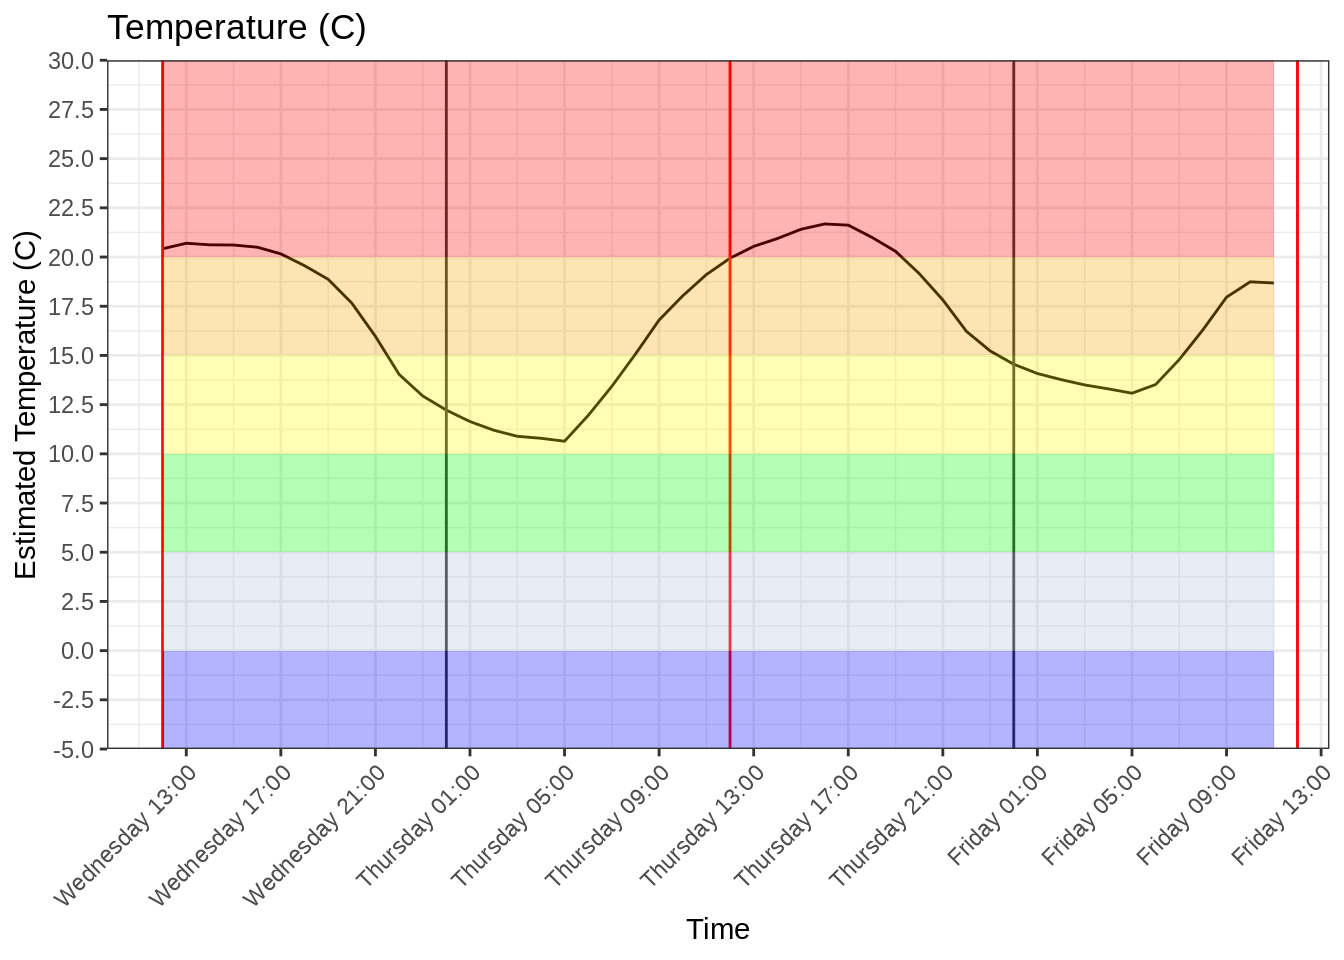 Temperature (C)
30.0
27.5
25.0
22.5
20.0
17.5
15.0
12.5
10.0
7.5
5.0
2.5
0.0
-2.5
-5.0
Estimated Temperature (C)
Wednesday 13:00
Wednesday 17:00
Wednesday 21:00
Thursday 01:00
Thursday 05:00
Thursday 09:00
Thursday 13:00
Thursday 17:00
Thursday 21:00
Friday 01:00
Friday 05:00
Friday 09:00
Friday 13:00
Time